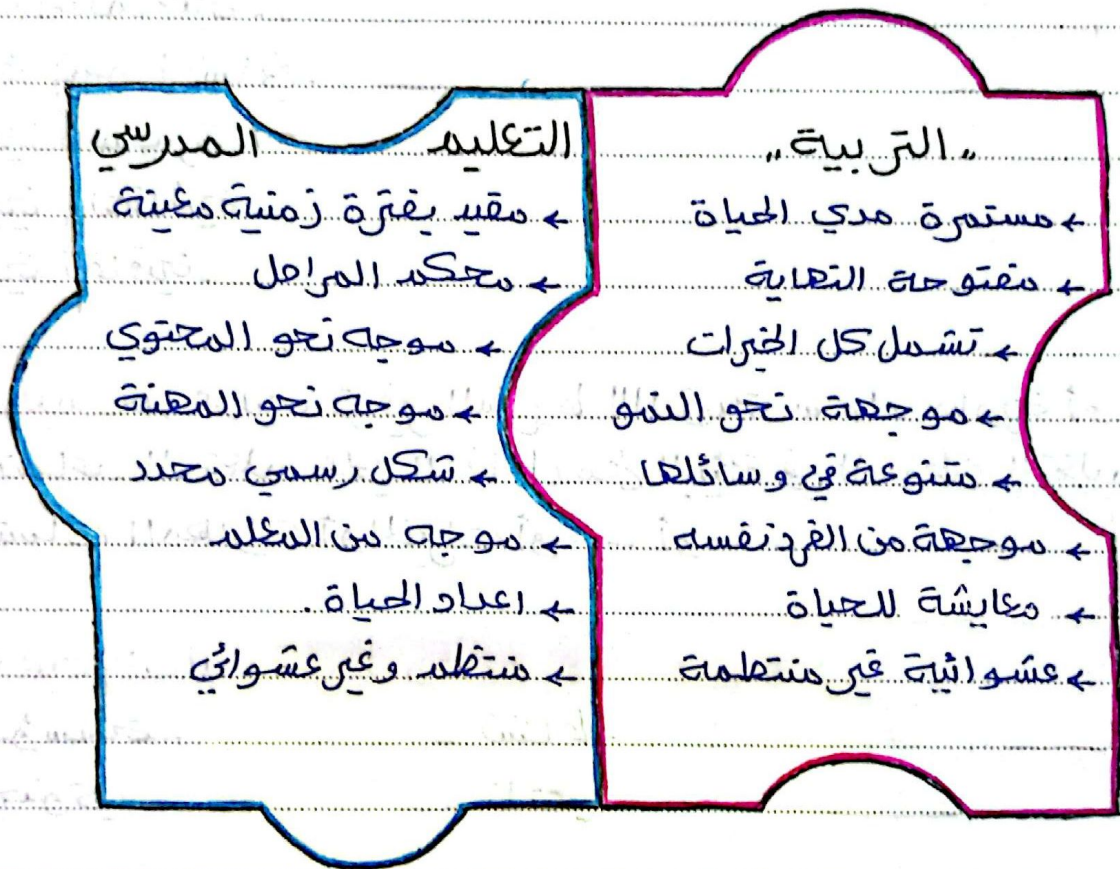 „ التربية „
← مستمرة مدي الحياة
← مفتوحة النهاية
← تشمل كل الخبرات
← موجهة نحو النمو
← متنوعة في وسائلها
← موجهة من الفرد نفسه
← معايشة للحياة
← عشوائية غير منتظمة
التعليم المدرسي
← مقيد بفترة زمنية معينة
← محكم المراحل
← موجه نحو المحتوي
← موجه نحو المهنة
← شكل رسمي محدد
← موجه من المعلم
← اعداد الحياة .
← منتظم وغير عشوائي